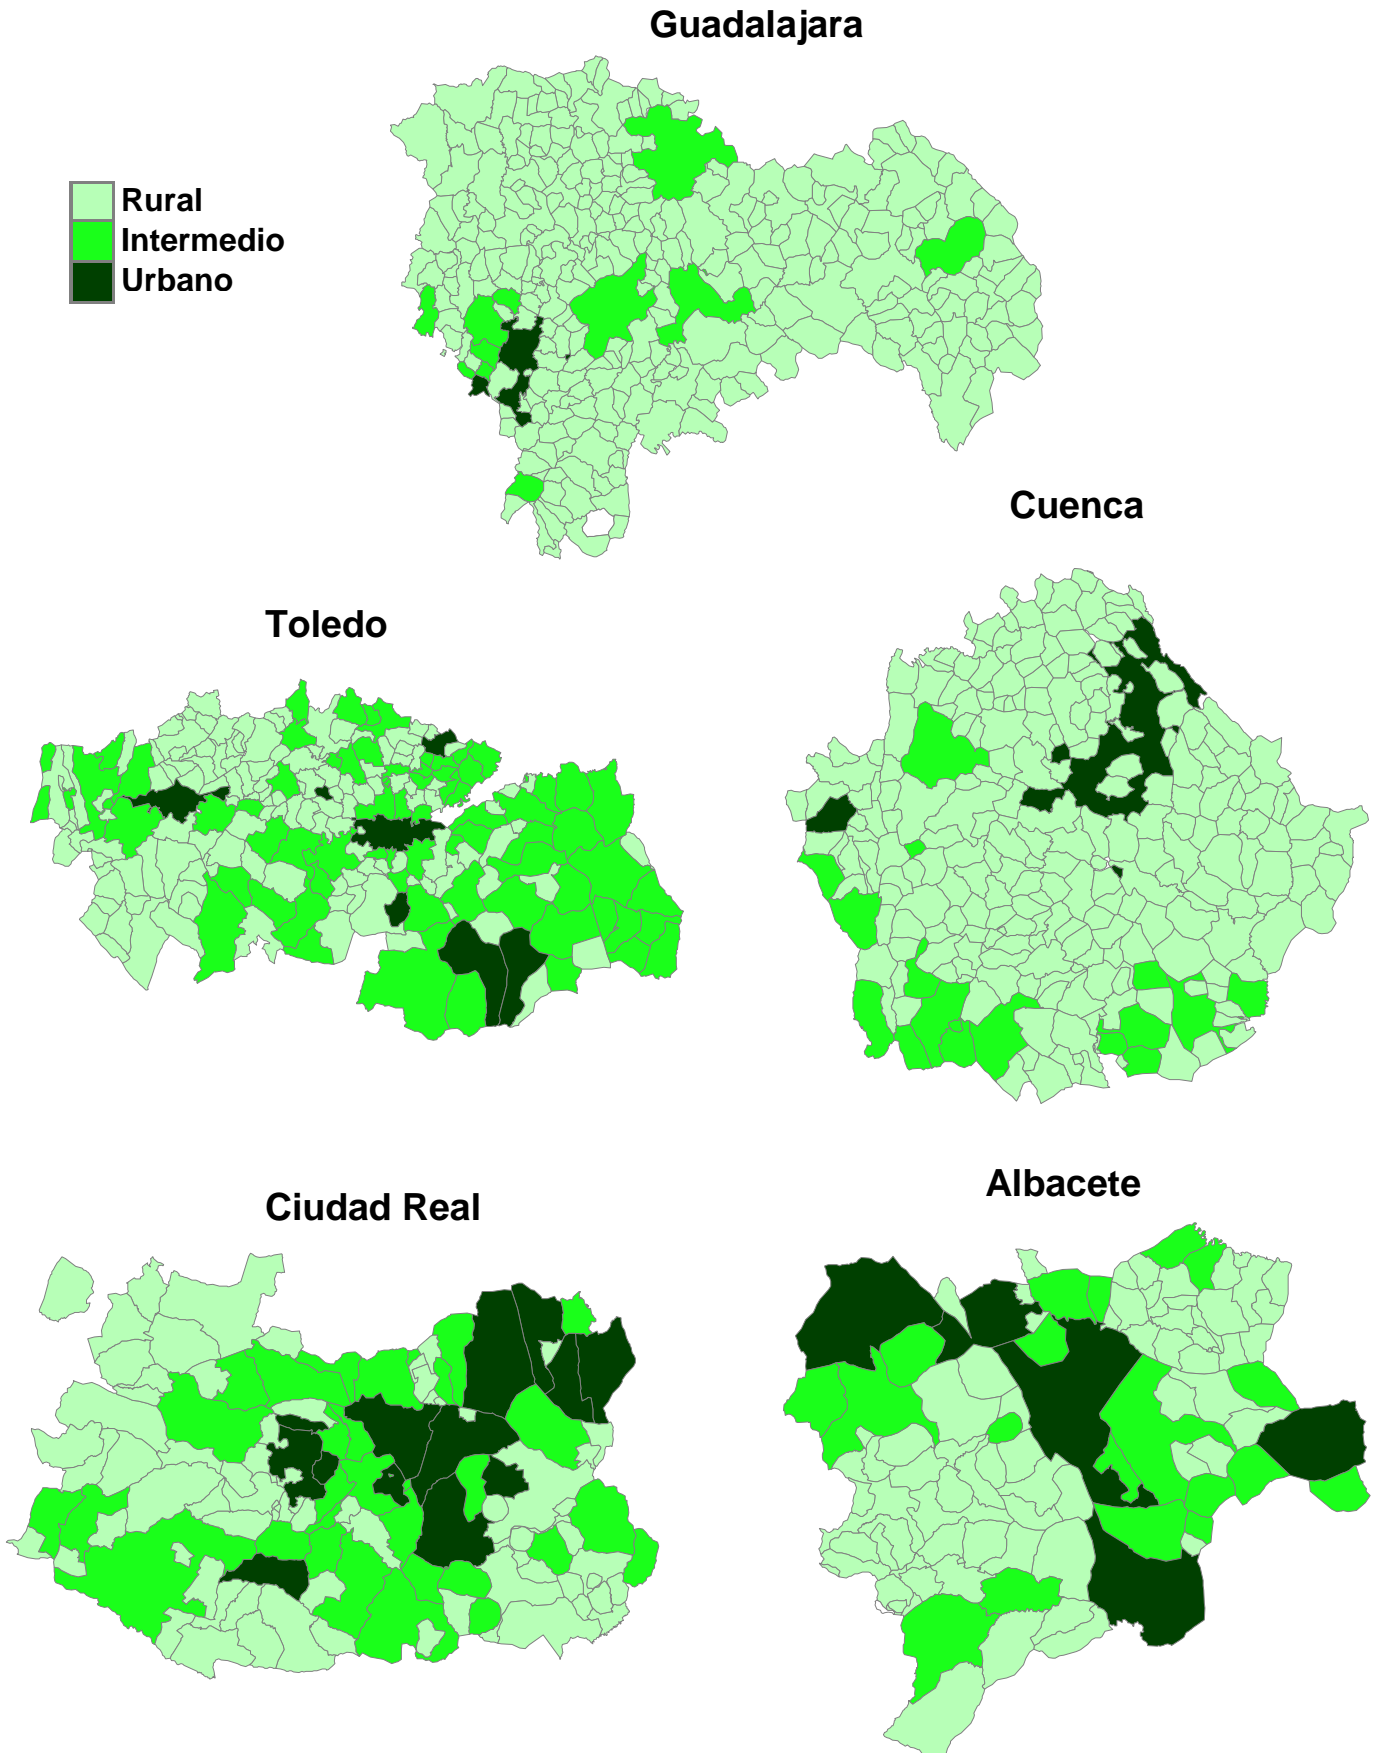 Guadalajara
Rural
Intermedio
Urbano
Cuenca
Toledo
Albacete
Ciudad Real